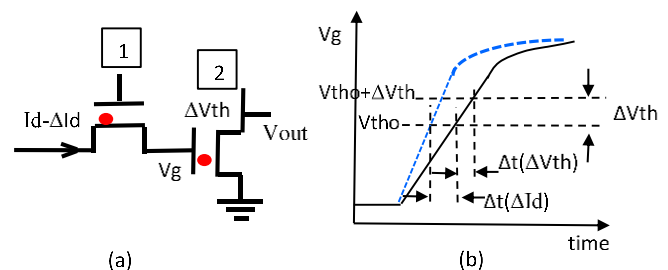 1
2
Id-ΔId
ΔVth
Vg
Vout
(a)
Vg
Vtho+ΔVth
Vtho
ΔVth
Δt(ΔVth)
Δt(ΔId)
time
(b)